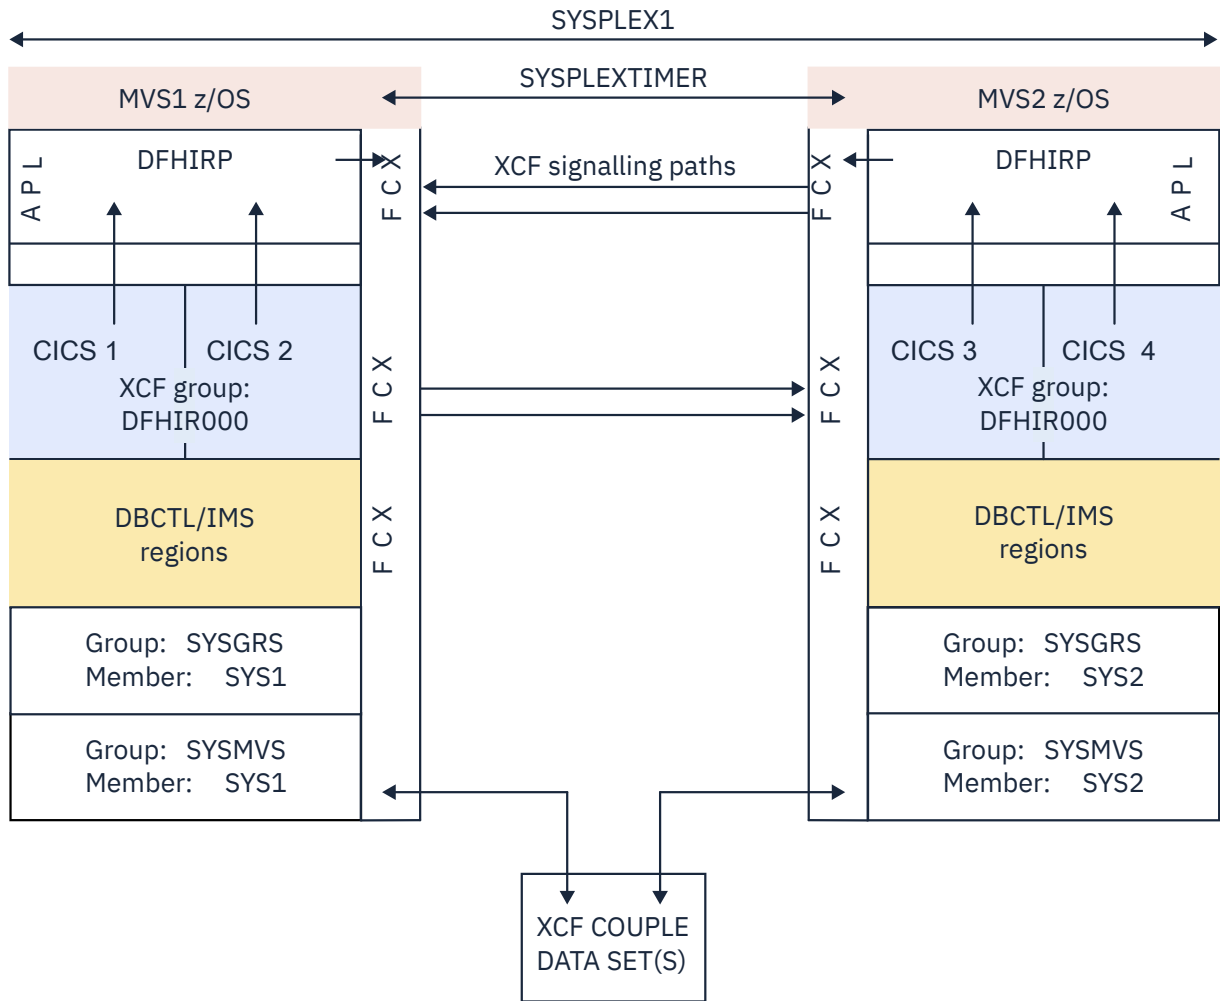 SYSPLEX1
SYSPLEXTIMER
MVS1 z/OS
MVS2 z/OS
A P L
DFHIRP
F C X
XCF signalling paths
F C X
DFHIRP
A P L
CICS 1
CICS 2
XCF group:
DFHIR000
F C X
F C X
CICS 3
CICS 4
XCF group:
DFHIR000
DBCTL/IMS
regions
F C X
F C X
DBCTL/IMS
regions
Group: SYSGRS
Member: SYS1
Group: SYSGRS
Member: SYS2
Group: SYSMVS
Member: SYS1
Group: SYSMVS
Member: SYS2
XCF COUPLE
DATA SET(S)